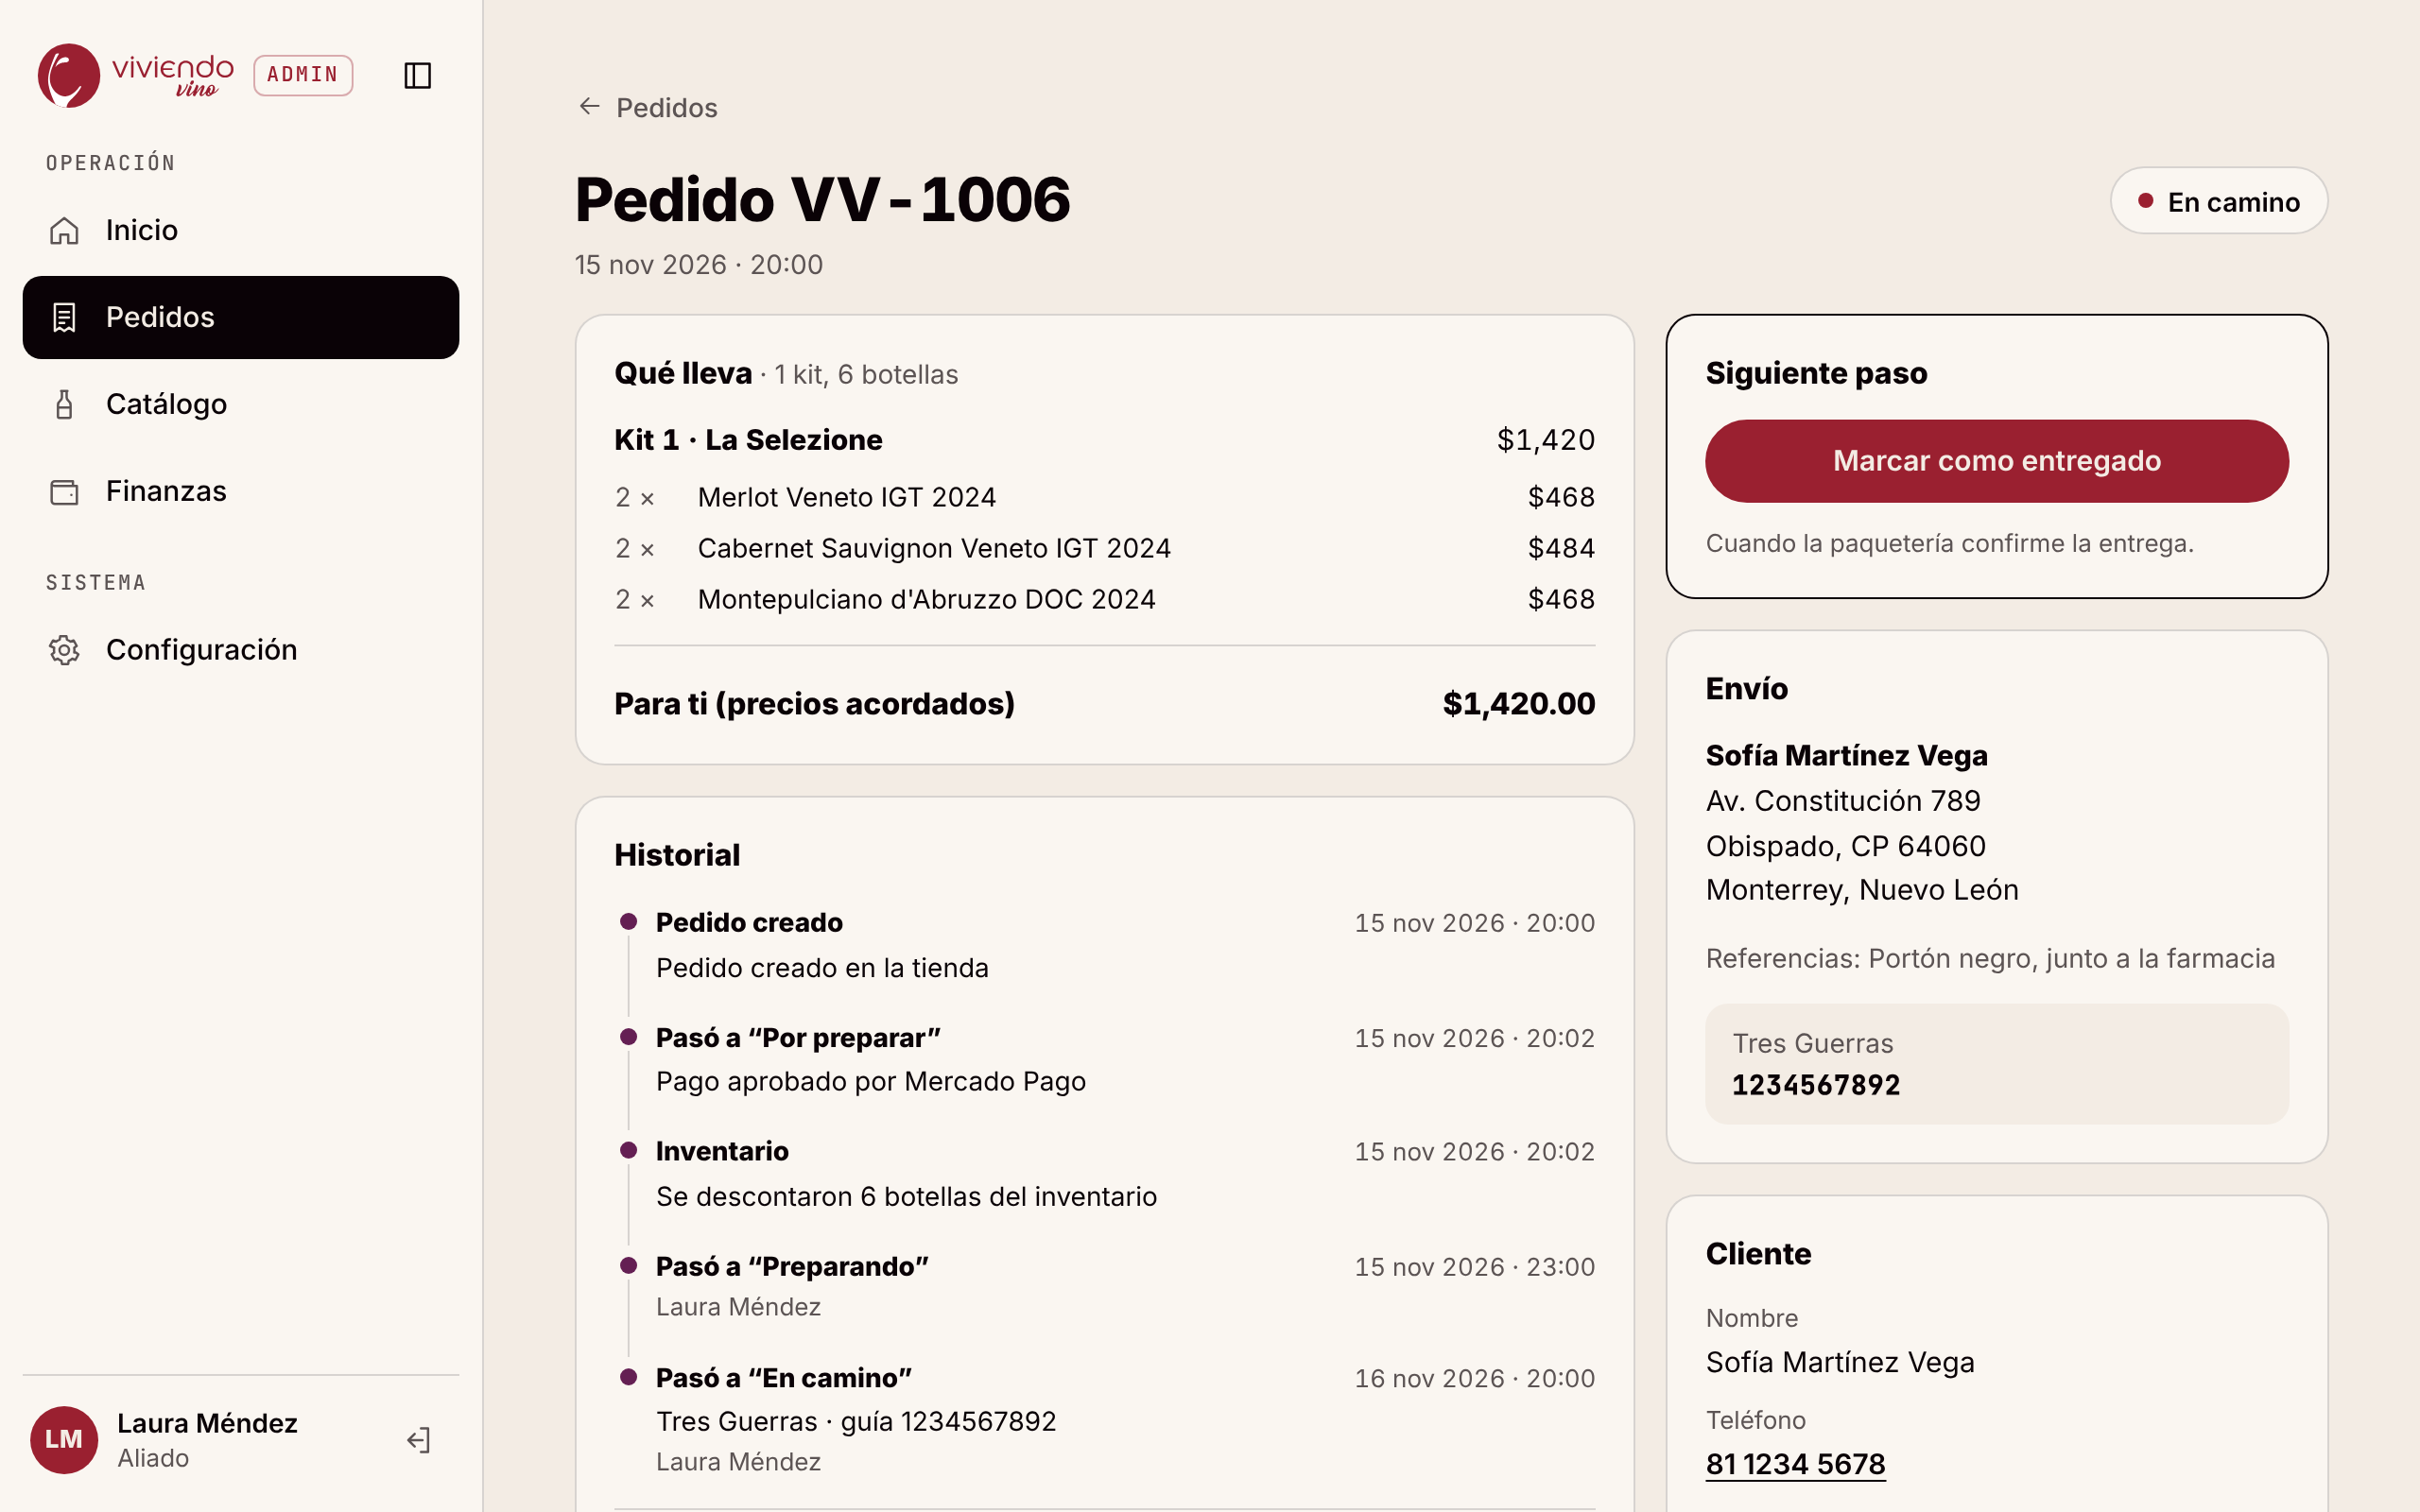 viviendo
vino
ADMIN
OPERACIÓN
Inicio
Pedidos
Catálogo
Finanzas
SISTEMA
Configuración
LM
Laura Méndez
Aliado
← Pedidos
Pedido VV-1006
15 nov 2026 · 20:00
En camino
Qué lleva · 1 kit, 6 botellas
Kit 1 · La Selezione $1,420
2 × Merlot Veneto IGT 2024 $468
2 × Cabernet Sauvignon Veneto IGT 2024 $484
2 × Montepulciano d'Abruzzo DOC 2024 $468
Para ti (precios acordados) $1,420.00
Historial
Pedido creado 15 nov 2026 · 20:00
Pedido creado en la tienda
Pasó a “Por preparar” 15 nov 2026 · 20:02
Pago aprobado por Mercado Pago
Inventario 15 nov 2026 · 20:02
Se descontaron 6 botellas del inventario
Pasó a “Preparando” 15 nov 2026 · 23:00
Laura Méndez
Pasó a “En camino” 16 nov 2026 · 20:00
Tres Guerras · guía 1234567892
Laura Méndez
Siguiente paso
Marcar como entregado
Cuando la paquetería confirme la entrega.
Envío
Sofía Martínez Vega
Av. Constitución 789
Obispado, CP 64060
Monterrey, Nuevo León
Referencias: Portón negro, junto a la farmacia
Tres Guerras
1234567892
Cliente
Nombre
Sofía Martínez Vega
Teléfono
81 1234 5678